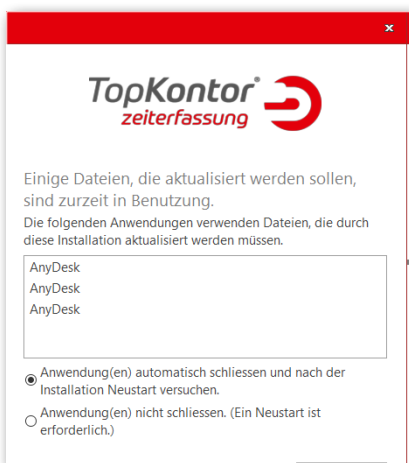 TopKontor
zeiterfassung
Einige Dateien, die aktualisiert werden sollen,
sind zurzeit in Benutzung.
Die folgenden Anwendungen verwenden Dateien, die durch
diese Installation aktualisiert werden müssen.
AnyDesk
AnyDesk
AnyDesk
Anwendung(en) automatisch schliessen und nach der
Installation Neustart versuchen.
Anwendung(en) nicht schliessen. (Ein Neustart ist
erforderlich.)